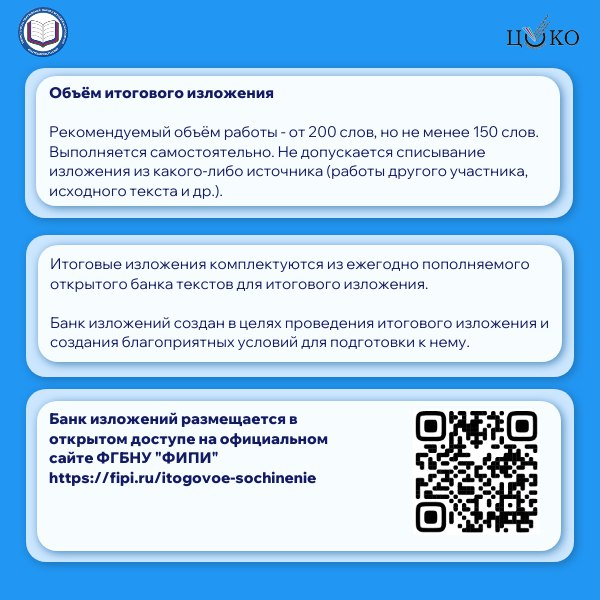 ЦОКО
Объём итогового изложения
Рекомендуемый объём работы - от 200 слов, но не менее 150 слов.
Выполняется самостоятельно. Не допускается списывание
изложения из какого-либо источника (работы другого участника,
исходного текста и др.).
Итоговые изложения комплектуются из ежегодно пополняемого
открытого банка текстов для итогового изложения.
Банк изложений создан в целях проведения итогового изложения и
создания благоприятных условий для подготовки к нему.
Банк изложений размещается в
открытом доступе на официальном
сайте ФГБНУ "ФИПИ"
https://fipi.ru/itogovoe-sochinenie